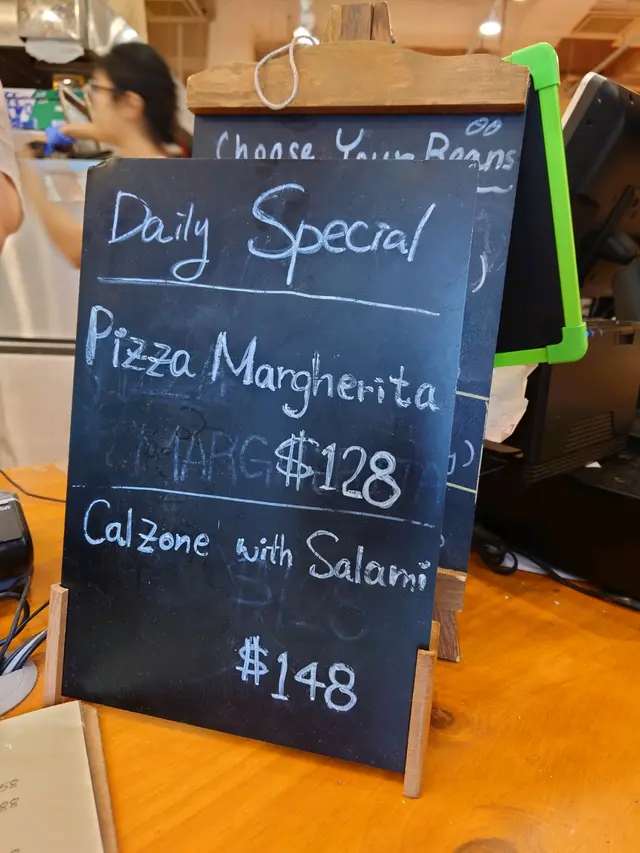 Choose Your Beans
Daily Special
Pizza Margherita
$128
Calzone with Salami
$148